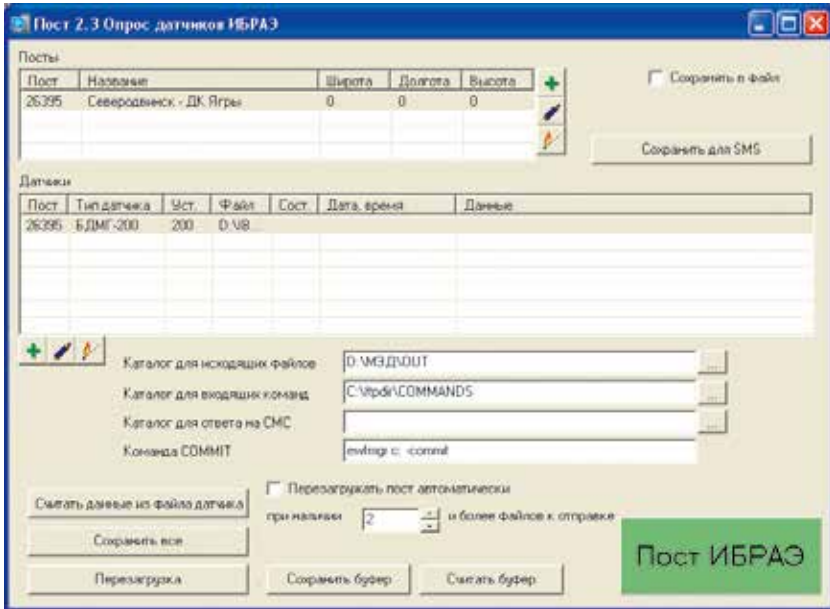 Пост 2.3 Опрос датчиков ИБРАЭ
Посты
Пост Название Широта Долгота Высота
26395 Северодвинск - ДК Ягры 0 0 0
Сохранить в файл
Сохранить для SMS
Датчики
Пост Тип датчика Уст. Файл Сост. Дата, время Данные
26395 БДМГ-200 200 D:\V8...
Каталог для исходящих файлов D:\МЭД\OUT ...
Каталог для входящих команд C:\ftpdir\COMMANDS ...
Каталог для ответа на СМС ...
Команда COMMIT ewfmgr c: -commit
Перезагружать пост автоматически
при наличии 2 и более файлов к отправке
Считать данные из файла датчика
Сохранить все
Перезагрузка
Сохранить буфер
Считать буфер
Пост ИБРАЭ